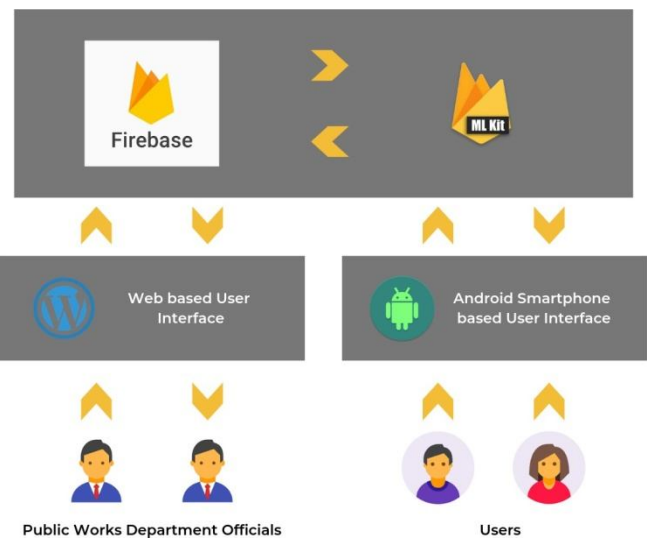 Firebase
ML Kit
Web based User
Interface
Android Smartphone
based User Interface
Public Works Department Officials
Users